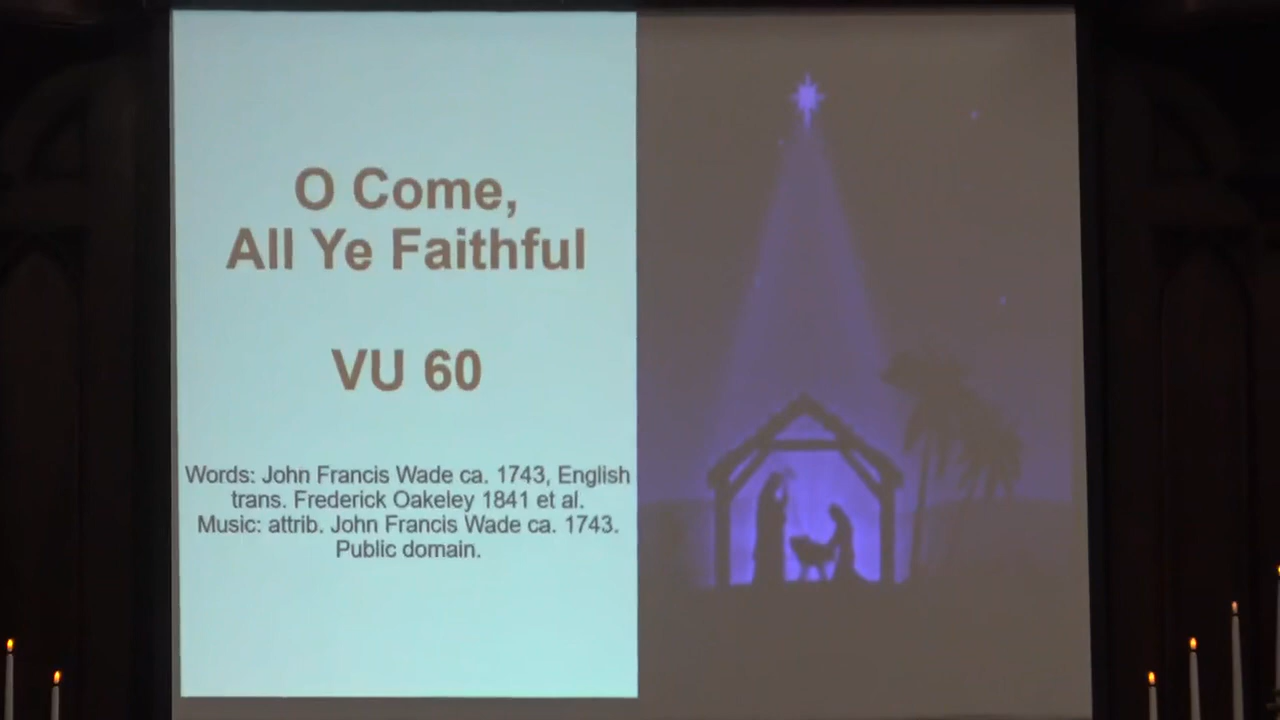 O Come,
All Ye Faithful
VU 60
Words: John Francis Wade ca. 1743, English
trans. Frederick Oakeley 1841 et al.
Music: attrib. John Francis Wade ca. 1743.
Public domain.